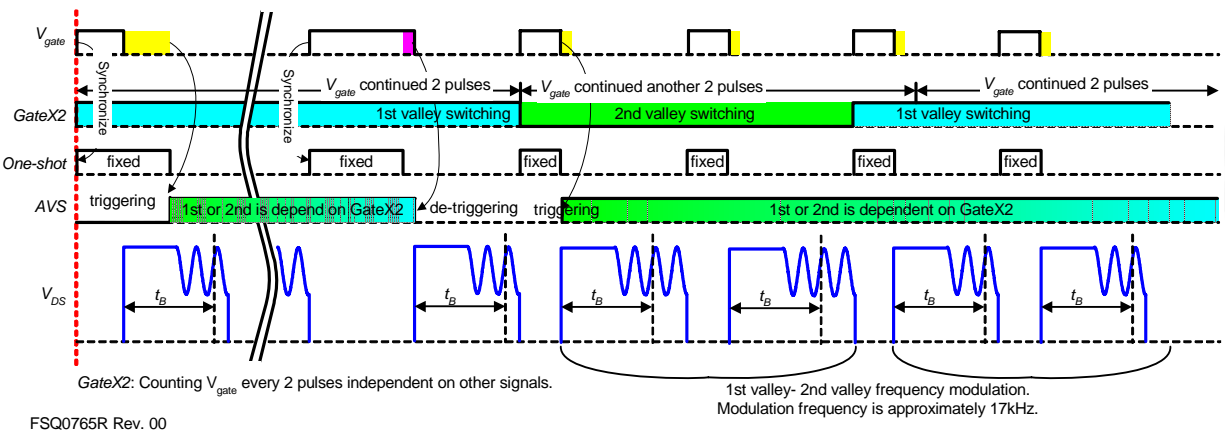 Vgate
Synchronize
Synchronize
Vgate continued 2 pulses
Vgate continued another 2 pulses
Vgate continued 2 pulses
GateX2
1st valley switching
2nd valley switching
1st valley switching
One-shot
fixed
fixed
fixed
fixed
fixed
fixed
AVS
triggering
1st or 2nd is depend on GateX2
de-triggering
triggering
1st or 2nd is dependent on GateX2
VDS
tB
tB
tB
tB
tB
tB
GateX2: Counting Vgate every 2 pulses independent on other signals.
1st valley- 2nd valley frequency modulation.
Modulation frequency is approximately 17kHz.
FSQ0765R Rev. 00